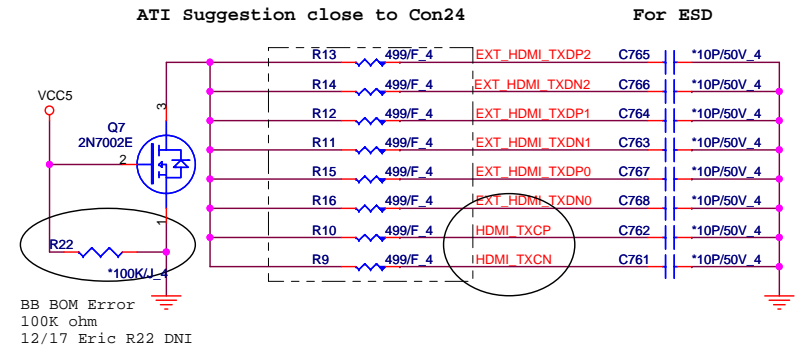 ATI Suggestion close to Con24 For ESD
R13 499/F_4 EXT_HDMI_TXDP2 C765 *10P/50V_4
R14 499/F_4 EXT_HDMI_TXDN2 C766 *10P/50V_4
VCC5
3
R12 499/F_4 EXT_HDMI_TXDP1 C764 *10P/50V_4
Q7
2N7002E
R11 499/F_4 EXT_HDMI_TXDN1 C763 *10P/50V_4
2
R15 499/F_4 EXT_HDMI_TXDP0 C767 *10P/50V_4
R16 499/F_4 EXT_HDMI_TXDN0 C768 *10P/50V_4
1
R10 499/F_4 HDMI_TXCP C762 *10P/50V_4
R22
R9 499/F_4 HDMI_TXCN C761 *10P/50V_4
*100K/J_4
BB BOM Error
100K ohm
12/17 Eric R22 DNI